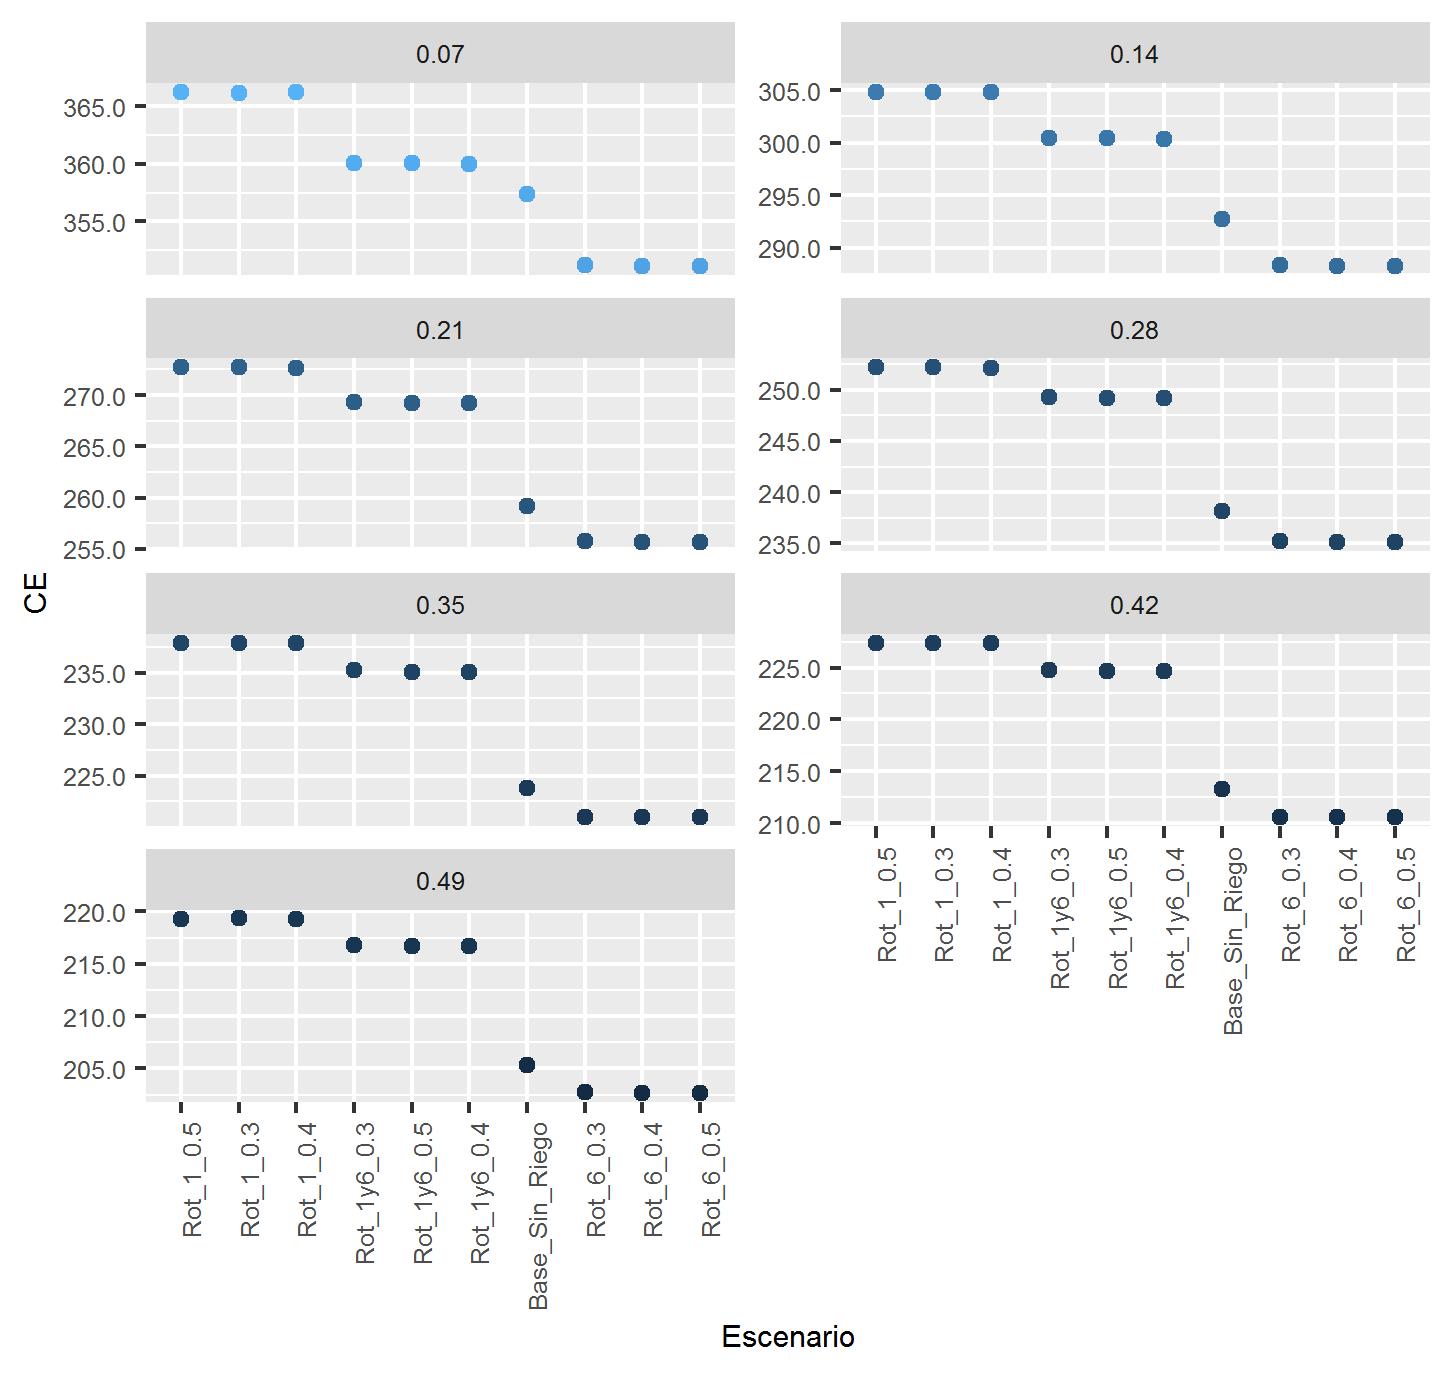 0.07
365.0
360.0
355.0
0.14
305.0
300.0
295.0
290.0
0.21
270.0
265.0
260.0
255.0
0.28
250.0
245.0
240.0
235.0
0.35
235.0
230.0
225.0
0.42
225.0
220.0
215.0
210.0
Rot_1_0.5
Rot_1_0.3
Rot_1_0.4
Rot_1y6_0.3
Rot_1y6_0.5
Rot_1y6_0.4
Base_Sin_Riego
Rot_6_0.3
Rot_6_0.4
Rot_6_0.5
0.49
220.0
215.0
210.0
205.0
Rot_1_0.5
Rot_1_0.3
Rot_1_0.4
Rot_1y6_0.3
Rot_1y6_0.5
Rot_1y6_0.4
Base_Sin_Riego
Rot_6_0.3
Rot_6_0.4
Rot_6_0.5
CE
Escenario